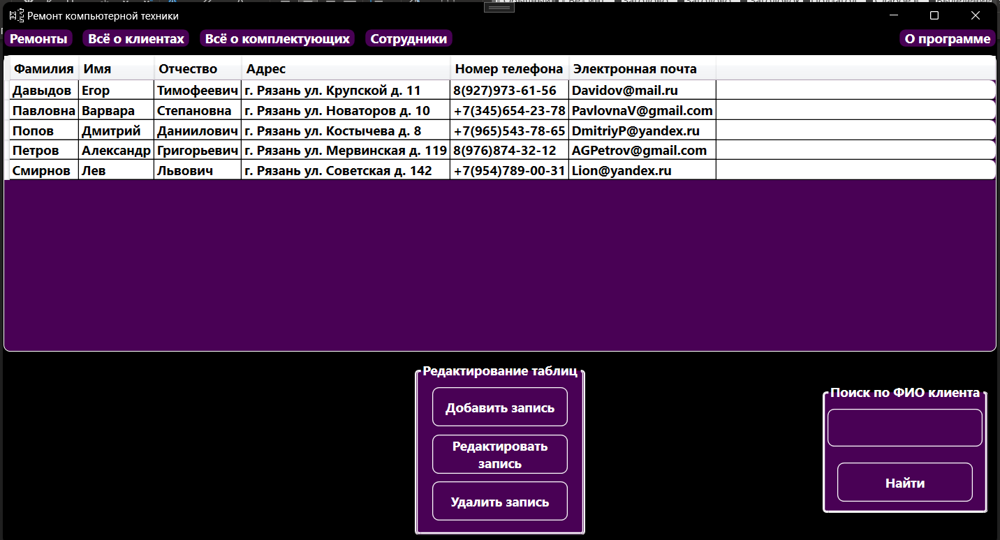 Ремонт компьютерной техники
Ремонты Всё о клиентах Всё о комплектующих Сотрудники О программе
Фамилия Имя Отчество Адрес Номер телефона Электронная почта
Давыдов Егор Тимофеевич г. Рязань ул. Крупской д. 11 8(927)973-61-56 Davidov@mail.ru
Павловна Варвара Степановна г. Рязань ул. Новаторов д. 10 +7(345)654-23-78 PavlovnaV@gmail.com
Попов Дмитрий Даниилович г. Рязань ул. Костычева д. 8 +7(965)543-78-65 DmitriyP@yandex.ru
Петров Александр Григорьевич г. Рязань ул. Мервинская д. 119 8(976)874-32-12 AGPetrov@gmail.com
Смирнов Лев Львович г. Рязань ул. Советская д. 142 +7(954)789-00-31 Lion@yandex.ru
Редактирование таблиц
Добавить запись
Редактировать
запись
Удалить запись
Поиск по ФИО клиента
Найти